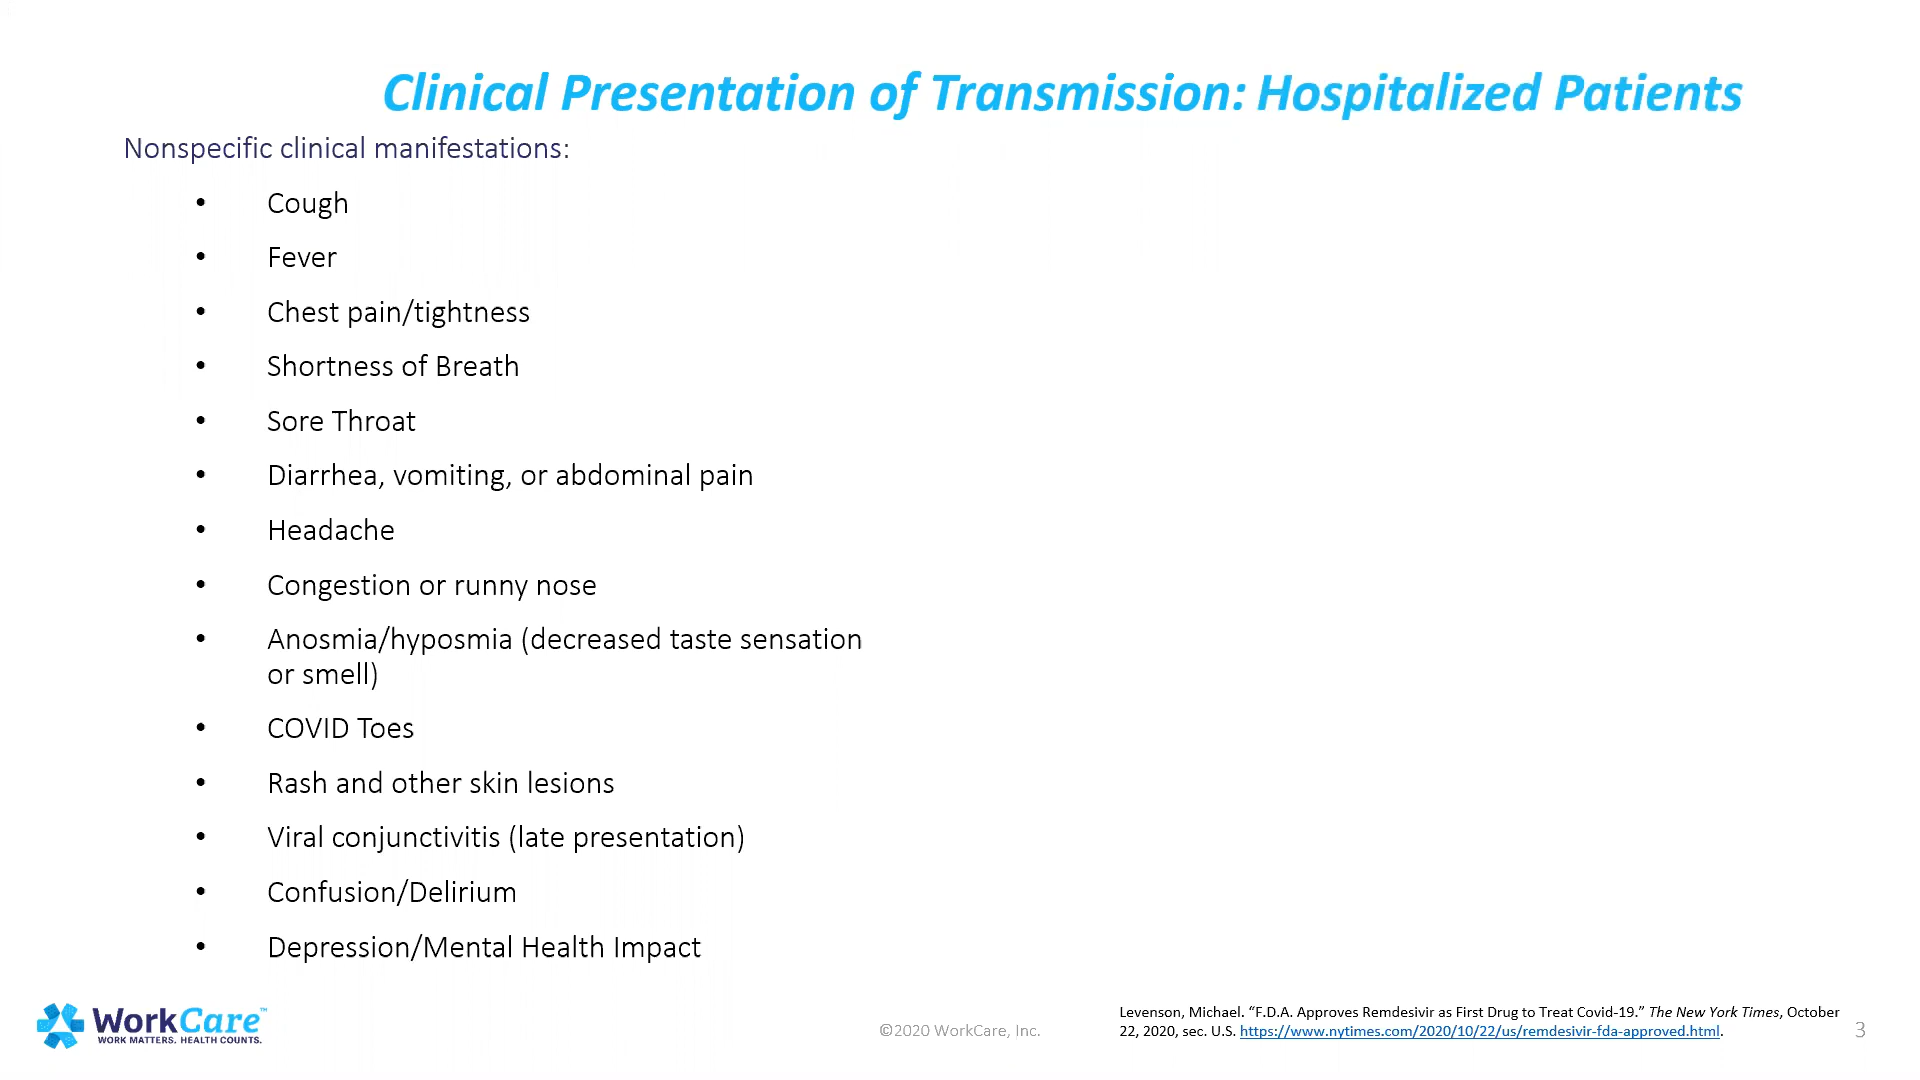 Clinical Presentation of Transmission: Hospitalized Patients
Nonspecific clinical manifestations:
• Cough
• Fever
• Chest pain/tightness
• Shortness of Breath
• Sore Throat
• Diarrhea, vomiting, or abdominal pain
• Headache
• Congestion or runny nose
• Anosmia/hyposmia (decreased taste sensation
or smell)
• COVID Toes
• Rash and other skin lesions
• Viral conjunctivitis (late presentation)
• Confusion/Delirium
• Depression/Mental Health Impact
WorkCare™
WORK MATTERS. HEALTH COUNTS.
©2020 WorkCare, Inc.
Levenson, Michael. “F.D.A. Approves Remdesivir as First Drug to Treat Covid-19.” The New York Times, October
22, 2020, sec. U.S. https://www.nytimes.com/2020/10/22/us/remdesivir-fda-approved.html.
3